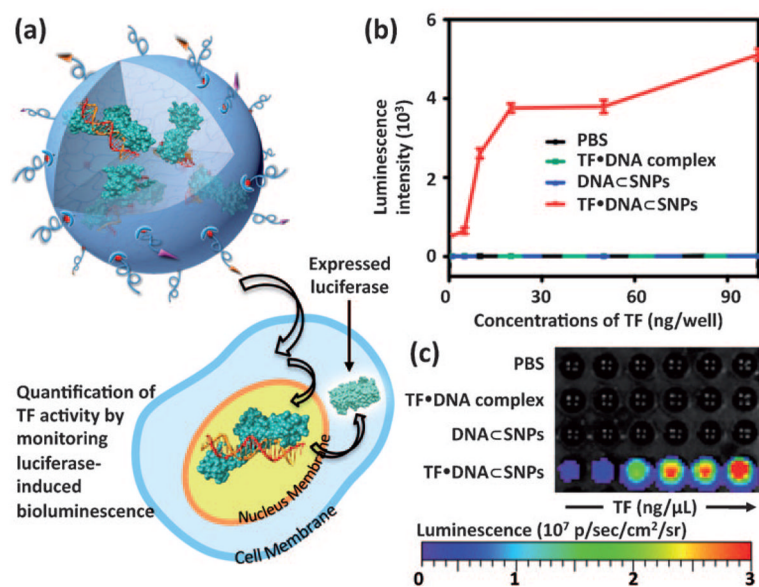 (a)
Expressed
luciferase
Quantification of
TF activity by
monitoring
luciferase-
induced
bioluminescence
Nucleus Membrane
Cell Membrane
(b)
Luminescence
intensity (10³)
6
4
2
0
PBS
TF•DNA complex
DNA⊂SNPs
TF•DNA⊂SNPs
0 30 60 90
Concentrations of TF (ng/well)
(c)
PBS
TF•DNA complex
DNA⊂SNPs
TF•DNA⊂SNPs
TF (ng/µL)
Luminescence (10⁷ p/sec/cm²/sr)
0 1 2 3